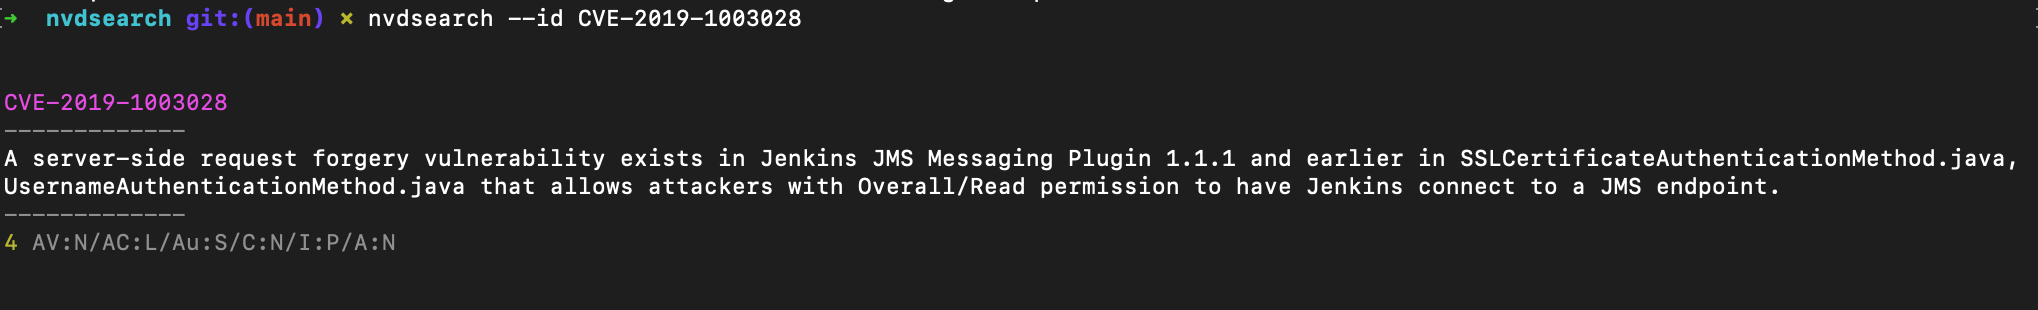 → nvdsearch git:(main) × nvdsearch --id CVE-2019-1003028
CVE-2019-1003028
-------------
A server-side request forgery vulnerability exists in Jenkins JMS Messaging Plugin 1.1.1 and earlier in SSLCertificateAuthenticationMethod.java,
UsernameAuthenticationMethod.java that allows attackers with Overall/Read permission to have Jenkins connect to a JMS endpoint.
-------------
4 AV:N/AC:L/Au:S/C:N/I:P/A:N